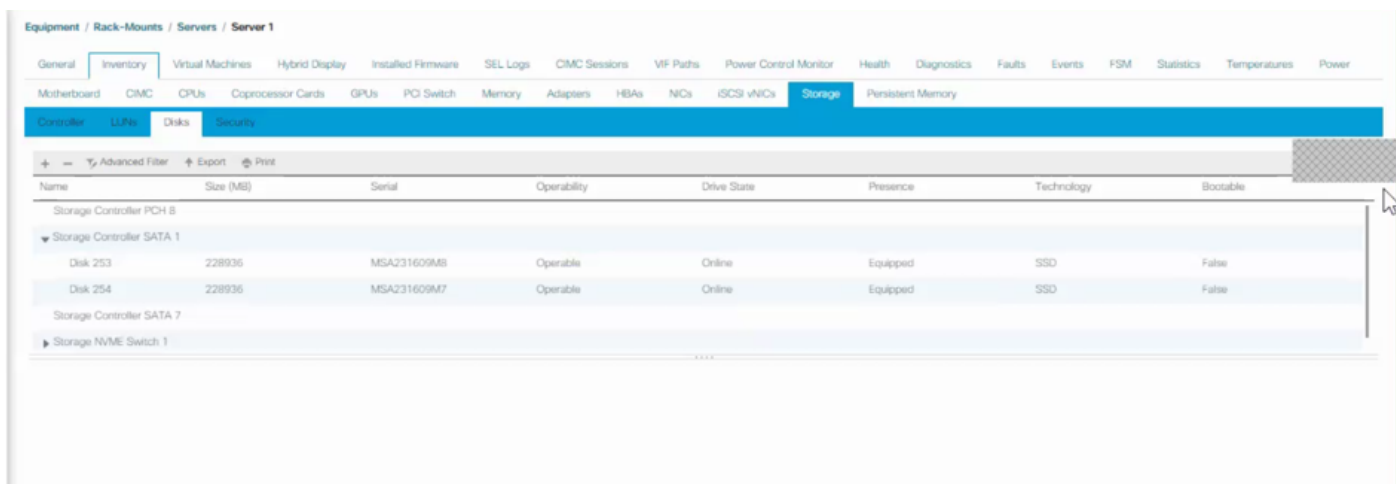 Equipment / Rack-Mounts / Servers / Server 1
General Inventory Virtual Machines Hybrid Display Installed Firmware SEL Logs CIMC Sessions VIF Paths Power Control Monitor Health Diagnostics Faults Events FSM Statistics Temperatures Power
Motherboard CIMC CPUs Coprocessor Cards GPUs PCI Switch Memory Adapters HBAs NICs iSCSI vNICs Storage Persistent Memory
Controller LUNs Disks Security
+ − Advanced Filter Export Print
Name Size (MB) Serial Operability Drive State Presence Technology Bootable
Storage Controller PCH 8
Storage Controller SATA 1
Disk 253 228936 MSA231609M8 Operable Online Equipped SSD False
Disk 254 228936 MSA231609M7 Operable Online Equipped SSD False
Storage Controller SATA 7
Storage NVME Switch 1